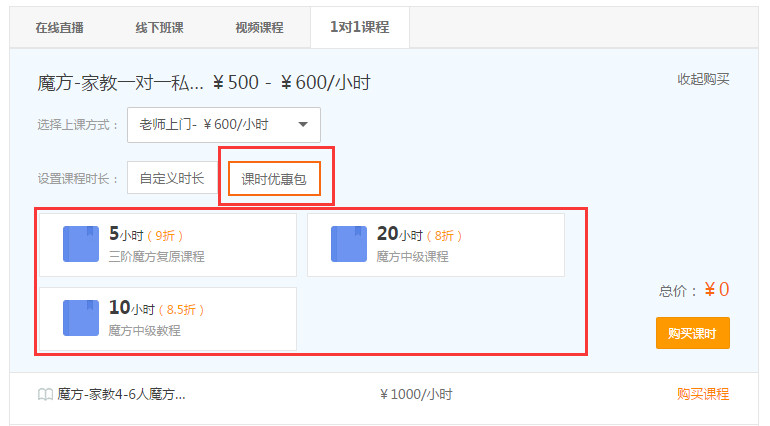 在线直播 线下班课 视频课程 1对1课程
魔方-家教一对一私... ￥500 - ￥600/小时 收起购买
选择上课方式： 老师上门- ￥600/小时
设置课程时长： 自定义时长 课时优惠包
5小时（9折） 20小时（8折）
三阶魔方复原课程 魔方中级课程
10小时（8.5折）
魔方中级教程
总价：￥0
购买课时
魔方-家教4-6人魔方... ￥1000/小时 购买课程